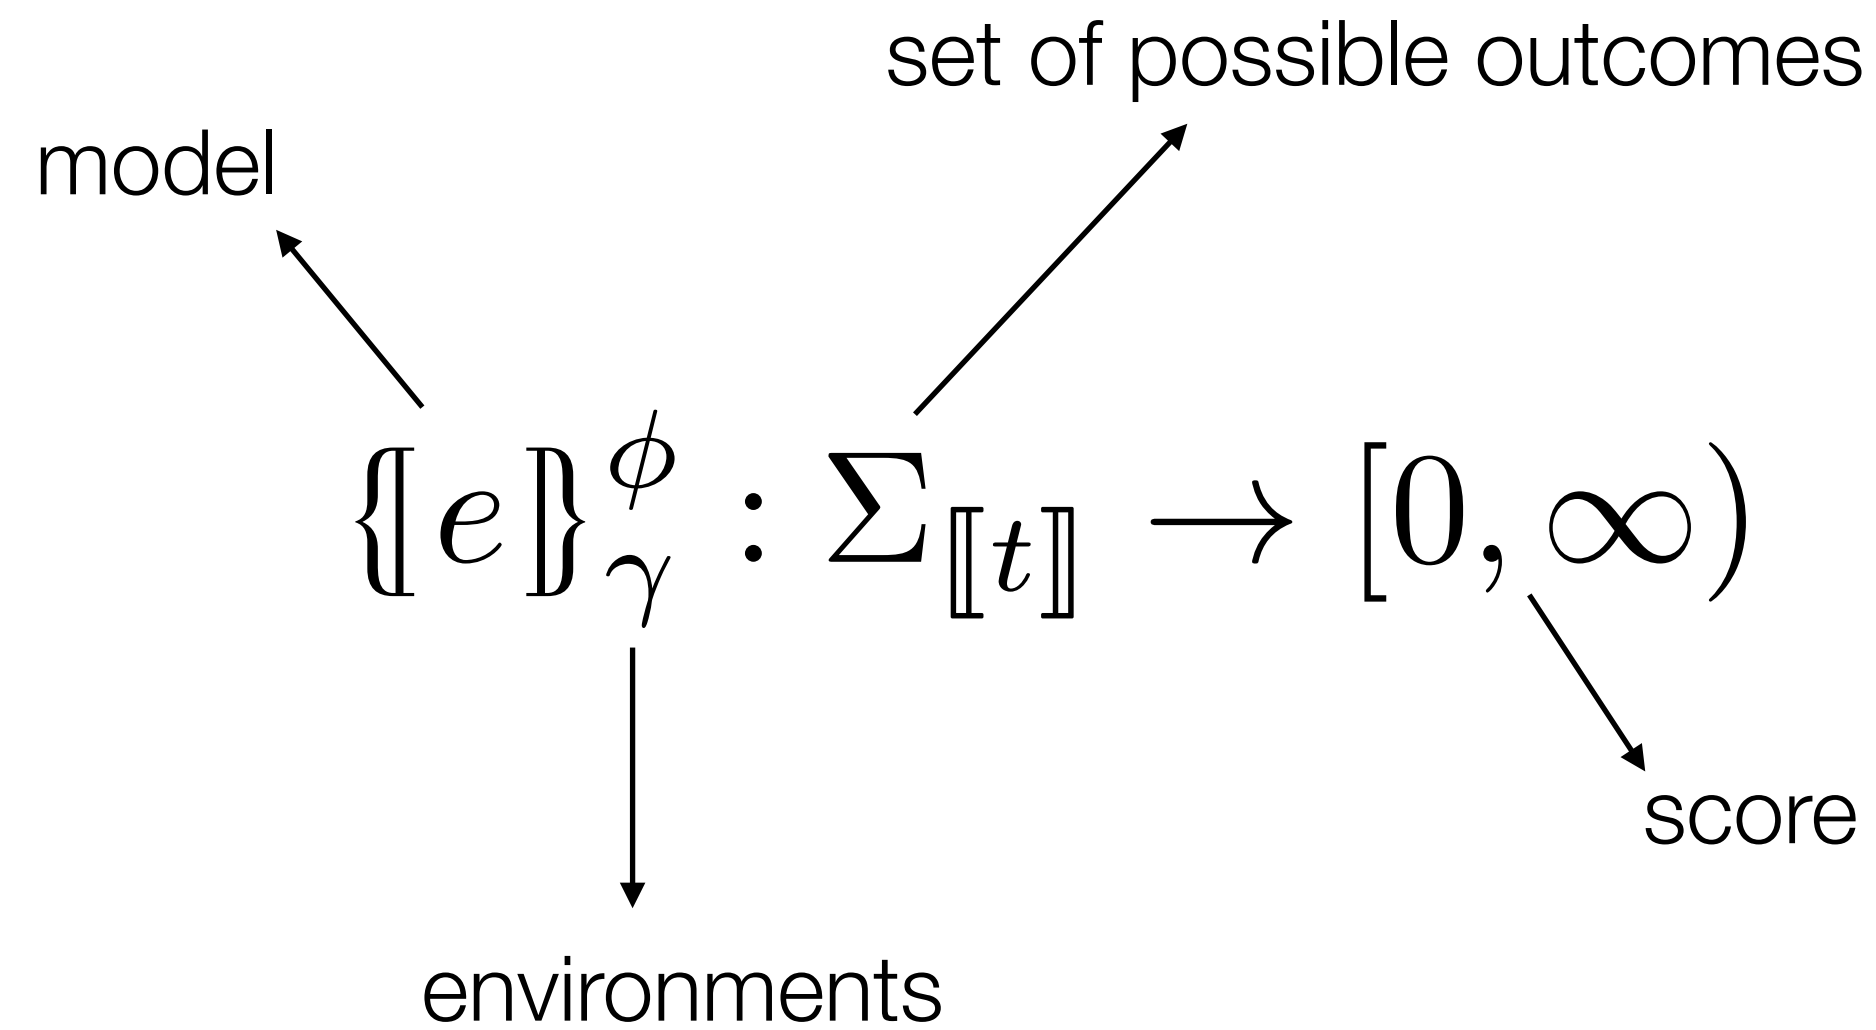 set of possible outcomes
model
{[e]}^ϕ_γ : Σ_⟦t⟧ → [0, ∞)
score
environments